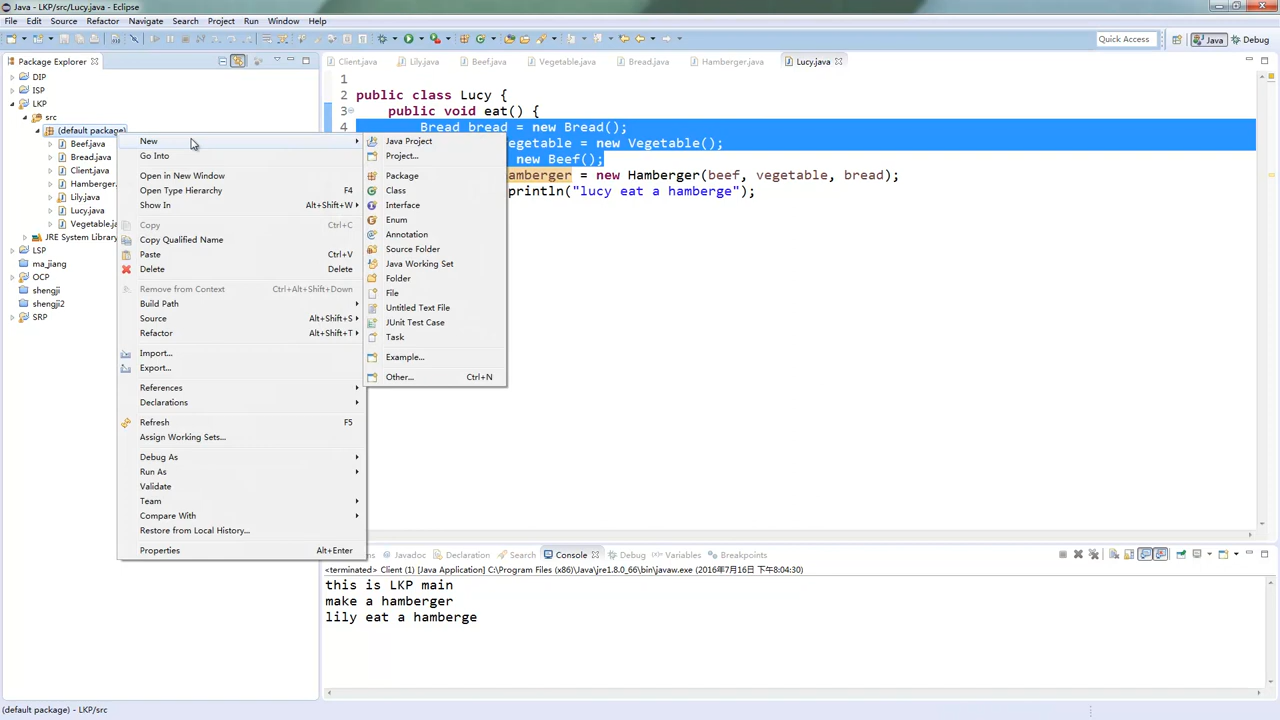 Java - LKP/src/Lucy.java - Eclipse
File Edit Source Refactor Navigate Search Project Run Window Help
Quick Access
Java
Debug
Package Explorer
Client.java Lily.java Beef.java Vegetable.java Bread.java Hamberger.java Lucy.java
DIP
ISP
LKP
src
(default package)
Beef.java
Bread.java
Client.java
Hamberger.
Lily.java
Lucy.java
Vegetable.ja
JRE System Library
LSP
ma_jiang
OCP
shengji
shengji2
SRP
New
Go Into
Open in New Window
Open Type Hierarchy F4
Show In Alt+Shift+W
Copy Ctrl+C
Copy Qualified Name
Paste Ctrl+V
Delete Delete
Remove from Context Ctrl+Alt+Shift+Down
Build Path
Source Alt+Shift+S
Refactor Alt+Shift+T
Import...
Export...
References
Declarations
Refresh F5
Assign Working Sets...
Debug As
Run As
Validate
Team
Compare With
Restore from Local History...
Properties Alt+Enter
Java Project
Project...
Package
Class
Interface
Enum
Annotation
Source Folder
Java Working Set
Folder
File
Untitled Text File
JUnit Test Case
Task
Example...
Other... Ctrl+N
1
2 public class Lucy {
3 public void eat() {
4 Bread bread = new Bread();
egetable = new Vegetable();
new Beef();
amberger = new Hamberger(beef, vegetable, bread);
println("lucy eat a hamberge");
Javadoc Declaration Search Console Debug Variables Breakpoints
<terminated> Client (1) [Java Application] C:\Program Files (x86)\Java\jre1.8.0_66\bin\javaw.exe (2016年7月16日 下午8:04:30)
this is LKP main
make a hamberger
lily eat a hamberge
(default package) - LKP/src